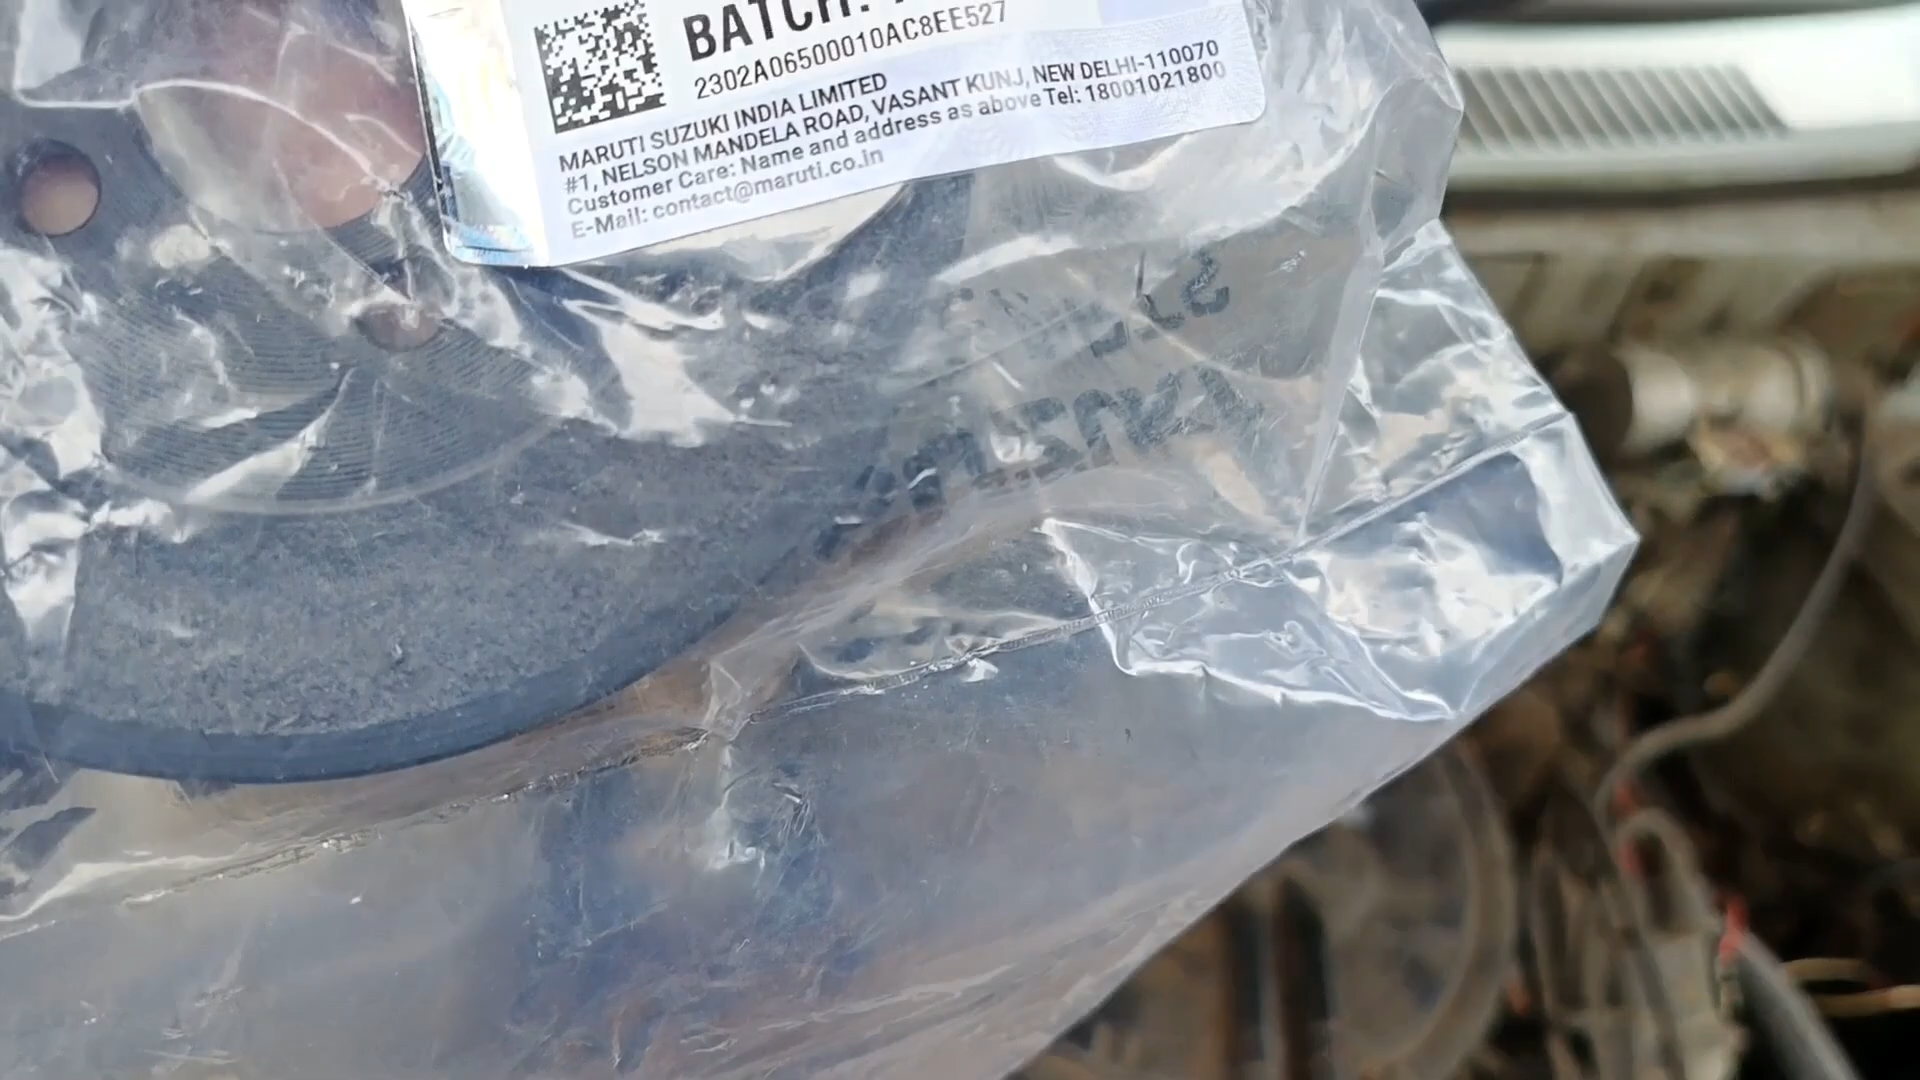 BATCH:
2302A06500010AC8EE527
MARUTI SUZUKI INDIA LIMITED
#1, NELSON MANDELA ROAD, VASANT KUNJ, NEW DELHI-110070
Customer Care: Name and address as above Tel: 18001021800
E-Mail: contact@maruti.co.in